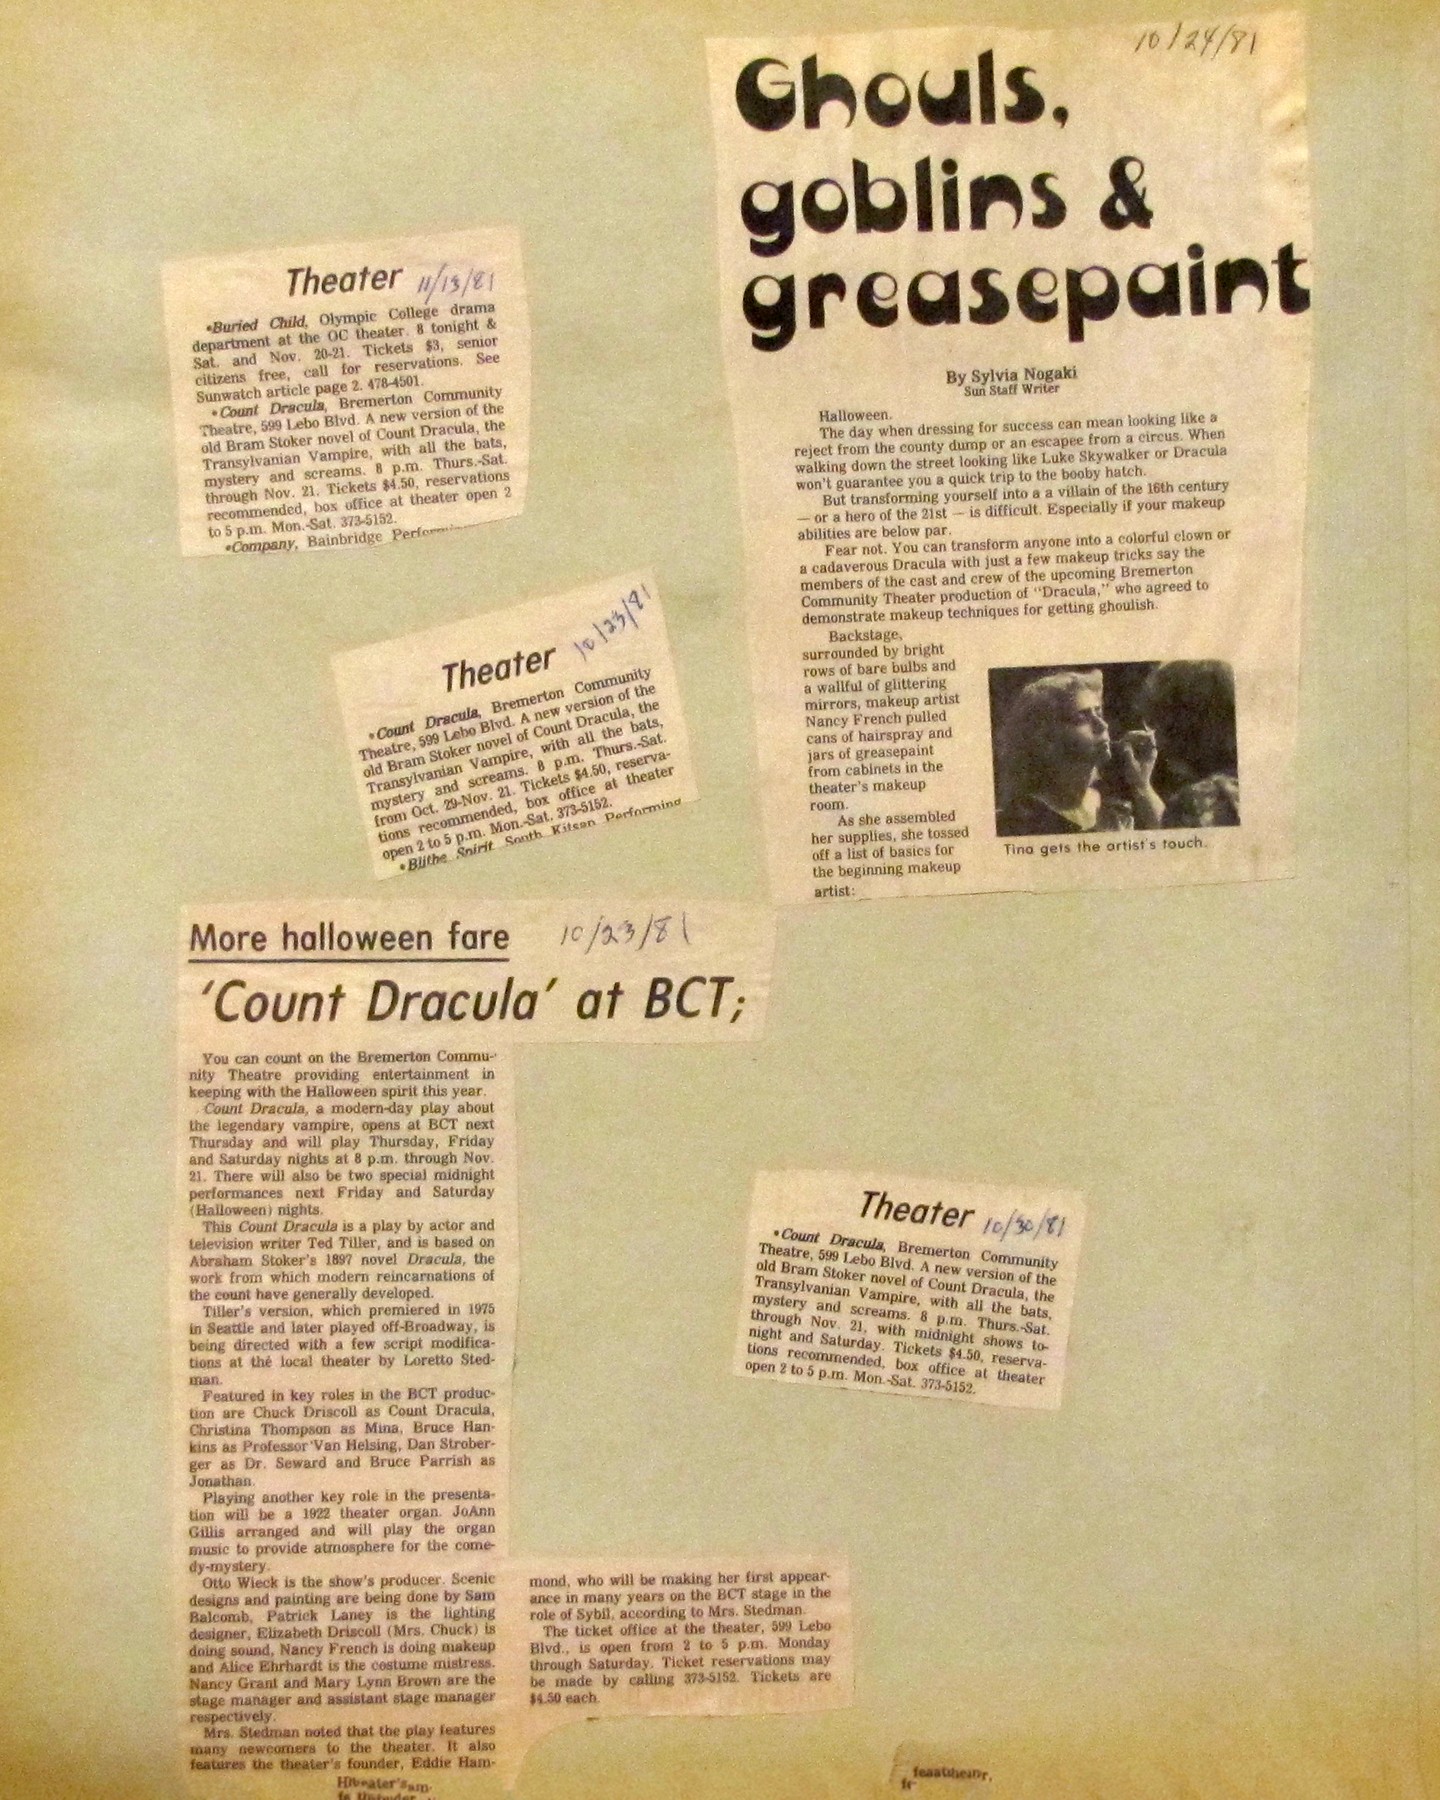 10/24/81
Ghouls,
goblins &
greasepaint
By Sylvia Nogaki
Sun Staff Writer
Halloween.
The day when dressing for success can mean looking like a
reject from the county dump or an escapee from a circus. When
walking down the street looking like Luke Skywalker or Dracula
won't guarantee you a quick trip to the booby hatch.
But transforming yourself into a a villain of the 16th century
— or a hero of the 21st — is difficult. Especially if your makeup
abilities are below par.
Fear not. You can transform anyone into a colorful clown or
a cadaverous Dracula with just a few makeup tricks say the
members of the cast and crew of the upcoming Bremerton
Community Theater production of "Dracula," who agreed to
demonstrate makeup techniques for getting ghoulish.
Backstage,
surrounded by bright
rows of bare bulbs and
a wallful of glittering
mirrors, makeup artist
Nancy French pulled
cans of hairspray and
jars of greasepaint
from cabinets in the
theater's makeup
room.
As she assembled
her supplies, she tossed
off a list of basics for
the beginning makeup
artist:
Tina gets the artist's touch.
Theater 11/13/81
•Buried Child, Olympic College drama
department at the OC theater. 8 tonight &
Sat. and Nov. 20-21. Tickets $3, senior
citizens free, call for reservations. See
Sunwatch article page 2. 478-4501.
•Count Dracula, Bremerton Community
Theatre, 599 Lebo Blvd. A new version of the
old Bram Stoker novel of Count Dracula, the
Transylvanian Vampire, with all the bats,
mystery and screams. 8 p.m. Thurs.-Sat.
through Nov. 21. Tickets $4.50, reservations
recommended, box office at theater open 2
to 5 p.m. Mon.-Sat. 373-5152.
•Company, Bainbridge Perform
Theater 10/23/81
•Count Dracula, Bremerton Community
Theatre, 599 Lebo Blvd. A new version of the
old Bram Stoker novel of Count Dracula, the
Transylvanian Vampire, with all the bats,
mystery and screams. 8 p.m. Thurs.-Sat.
from Oct. 29-Nov. 21. Tickets $4.50, reserva-
tions recommended, box office at theater
open 2 to 5 p.m. Mon.-Sat. 373-5152.
•Blithe Spirit, South Kitsap Performing
More halloween fare 10/23/81
'Count Dracula' at BCT;
You can count on the Bremerton Commu-
nity Theatre providing entertainment in
keeping with the Halloween spirit this year.
Count Dracula, a modern-day play about
the legendary vampire, opens at BCT next
Thursday and will play Thursday, Friday
and Saturday nights at 8 p.m. through Nov.
21. There will also be two special midnight
performances next Friday and Saturday
(Halloween) nights.
This Count Dracula is a play by actor and
television writer Ted Tiller, and is based on
Abraham Stoker's 1897 novel Dracula, the
work from which modern reincarnations of
the count have generally developed.
Tiller's version, which premiered in 1975
in Seattle and later played off-Broadway, is
being directed with a few script modifica-
tions at the local theater by Loretto Sted-
man.
Featured in key roles in the BCT produc-
tion are Chuck Driscoll as Count Dracula,
Christina Thompson as Mina, Bruce Han-
kins as Professor Van Helsing, Dan Strober-
ger as Dr. Seward and Bruce Parrish as
Jonathan.
Playing another key role in the presenta-
tion will be a 1922 theater organ. JoAnn
Gillis arranged and will play the organ
music to provide atmosphere for the come-
dy-mystery.
Otto Wieck is the show's producer. Scenic
designs and painting are being done by Sam
Balcomb, Patrick Laney is the lighting
designer, Elizabeth Driscoll (Mrs. Chuck) is
doing sound, Nancy French is doing makeup
and Alice Ehrhardt is the costume mistress.
Nancy Grant and Mary Lynn Brown are the
stage manager and assistant stage manager
respectively.
Mrs. Stedman noted that the play features
many newcomers to the theater. It also
features the theater's founder, Eddie Ham-
mond, who will be making her first appear-
ance in many years on the BCT stage in the
role of Sybil, according to Mrs. Stedman.
The ticket office at the theater, 599 Lebo
Blvd., is open from 2 to 5 p.m. Monday
through Saturday. Ticket reservations may
be made by calling 373-5152. Tickets are
$4.50 each.
Theater 10/30/81
•Count Dracula, Bremerton Community
Theatre, 599 Lebo Blvd. A new version of the
old Bram Stoker novel of Count Dracula, the
Transylvanian Vampire, with all the bats,
mystery and screams. 8 p.m. Thurs.-Sat.
through Nov. 21, with midnight shows to-
night and Saturday. Tickets $4.50, reserva-
tions recommended, box office at theater
open 2 to 5 p.m. Mon.-Sat. 373-5152.